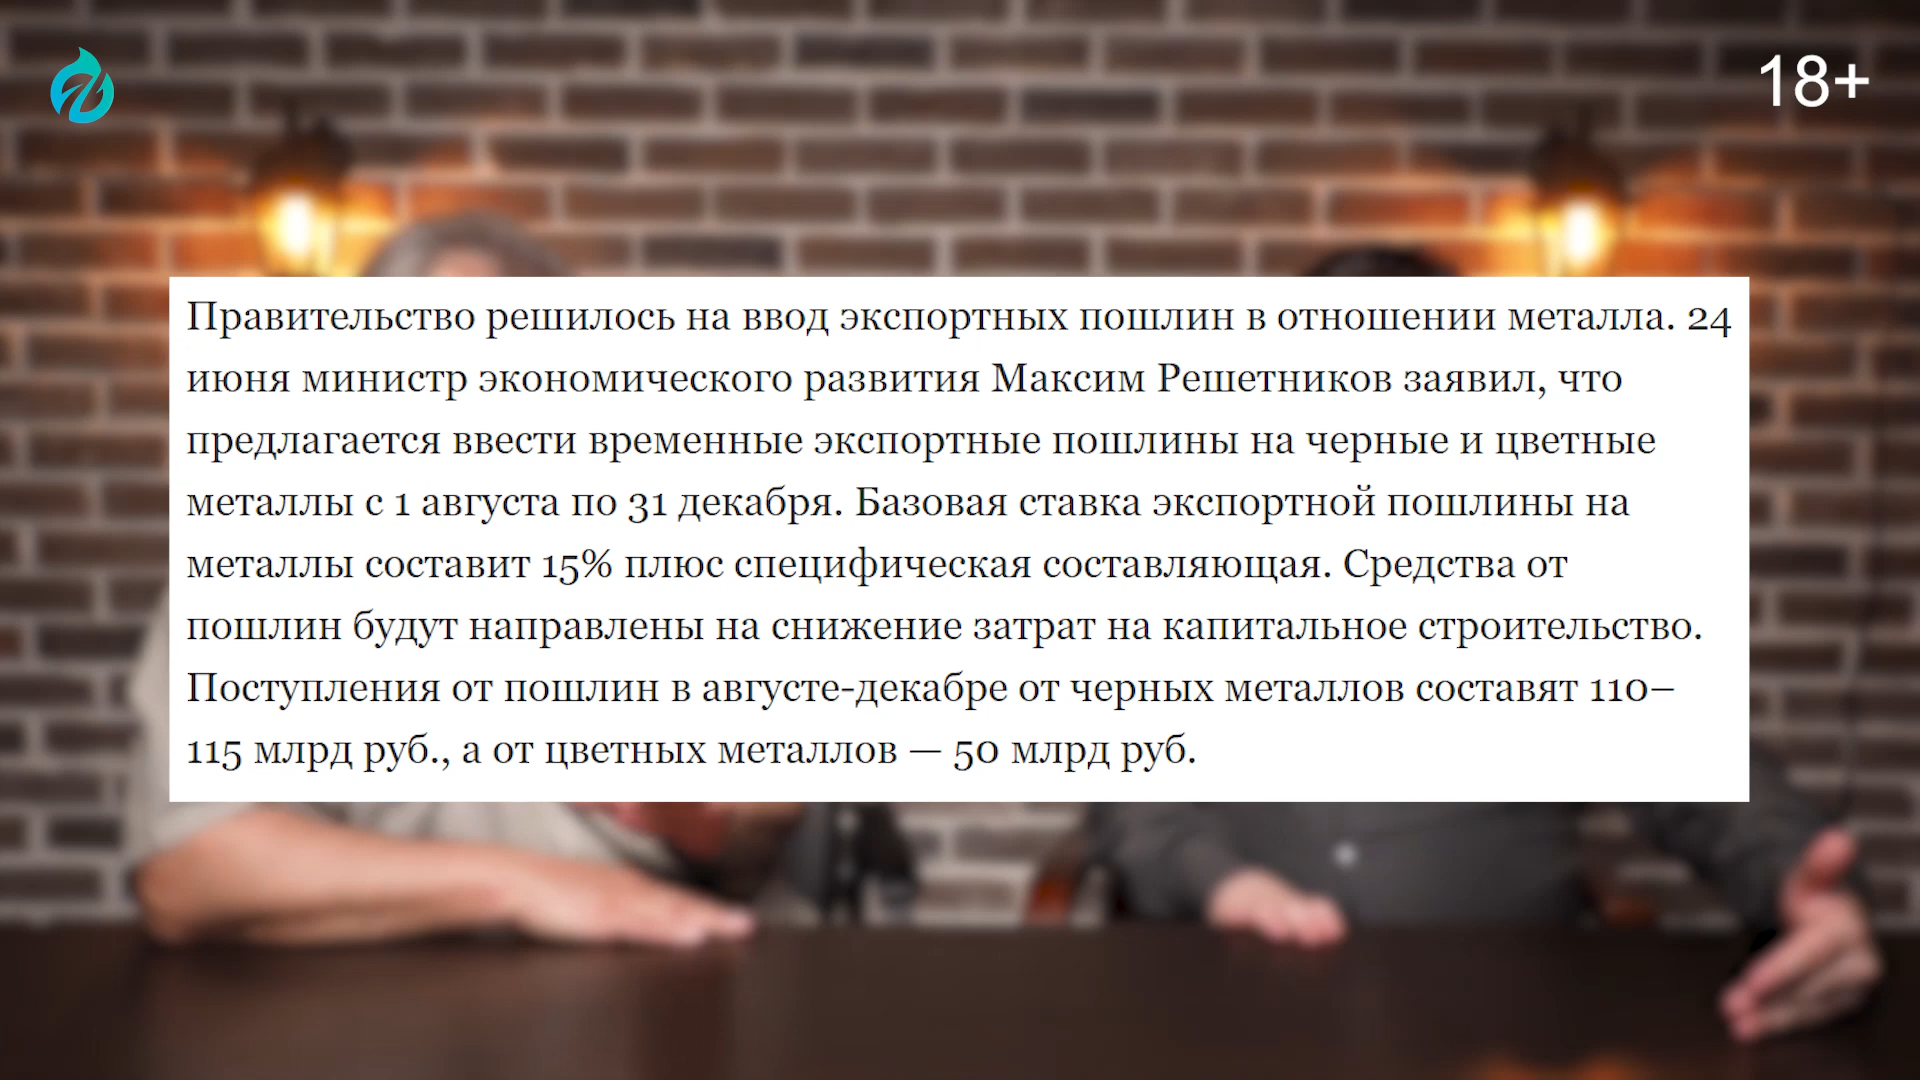 18+
Правительство решилось на ввод экспортных пошлин в отношении металла. 24
июня министр экономического развития Максим Решетников заявил, что
предлагается ввести временные экспортные пошлины на черные и цветные
металлы с 1 августа по 31 декабря. Базовая ставка экспортной пошлины на
металлы составит 15% плюс специфическая составляющая. Средства от
пошлин будут направлены на снижение затрат на капитальное строительство.
Поступления от пошлин в августе-декабре от черных металлов составят 110–
115 млрд руб., а от цветных металлов — 50 млрд руб.